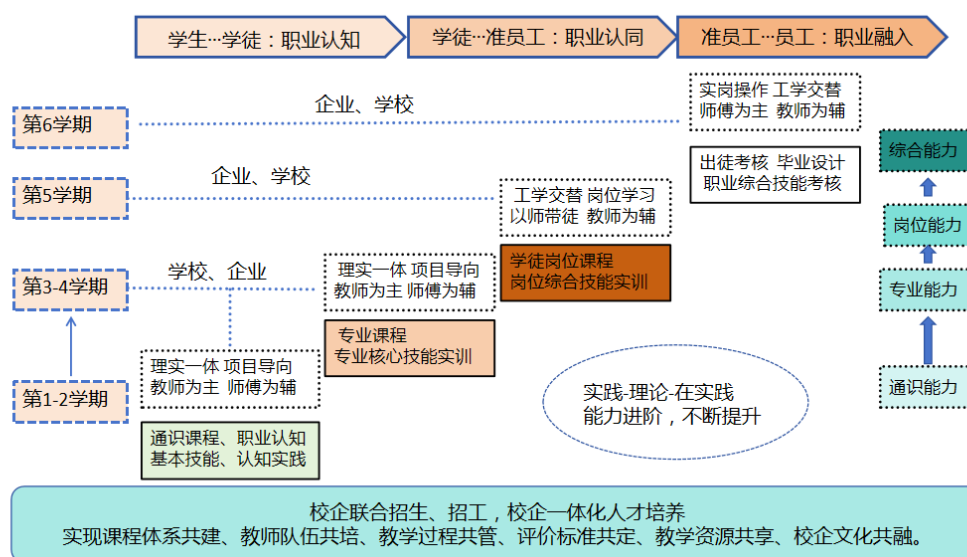 学生…学徒：职业认知
学徒…准员工：职业认同
准员工…员工：职业融入
第6学期
企业、学校
实岗操作 工学交替
师傅为主 教师为辅
出徒考核 毕业设计
职业综合技能考核
综合能力
第5学期
企业、学校
工学交替 岗位学习
以师带徒 教师为辅
学徒岗位课程
岗位综合技能实训
岗位能力
第3-4学期
学校、企业
理实一体 项目导向
教师为主 师傅为辅
专业课程
专业核心技能实训
专业能力
第1-2学期
理实一体 项目导向
教师为主 师傅为辅
通识课程、职业认知
基本技能、认知实践
实践-理论-在实践
能力进阶，不断提升
通识能力
校企联合招生、招工，校企一体化人才培养
实现课程体系共建、教师队伍共培、教学过程共管、评价标准共定、教学资源共享、校企文化共融。